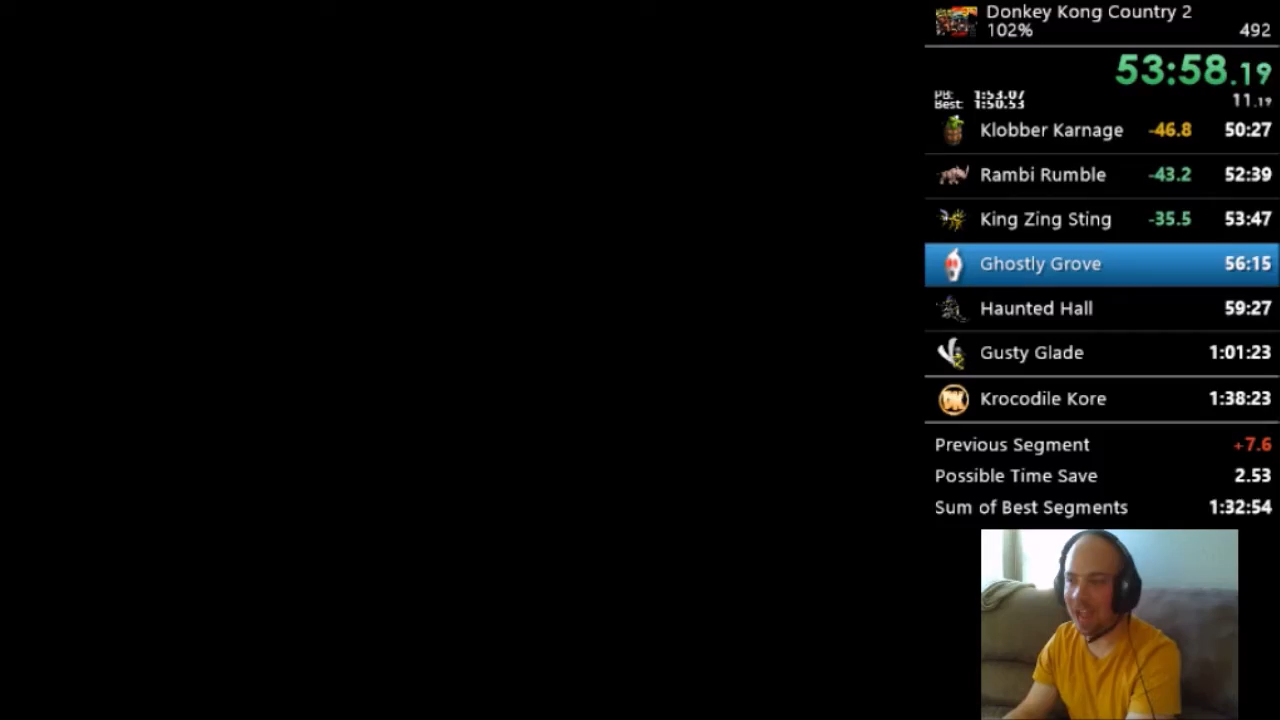 Donkey Kong Country 2
102% 492
53:58.19
PB: 1:53.07
Best: 1:50.53 11.19
Klobber Karnage -46.8 50:27
Rambi Rumble -43.2 52:39
King Zing Sting -35.5 53:47
Ghostly Grove 56:15
Haunted Hall 59:27
Gusty Glade 1:01:23
Krocodile Kore 1:38:23
Previous Segment +7.6
Possible Time Save 2.53
Sum of Best Segments 1:32:54